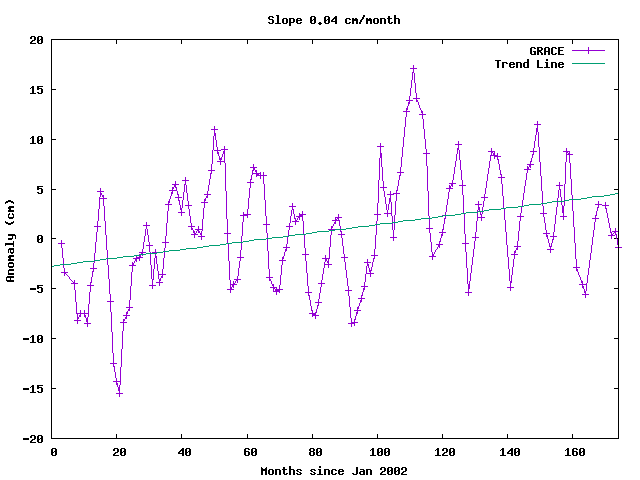 Slope 0.04 cm/month
GRACE
Trend Line
Anomaly (cm)
20
15
10
5
0
-5
-10
-15
-20
0 20 40 60 80 100 120 140 160
Months since Jan 2002